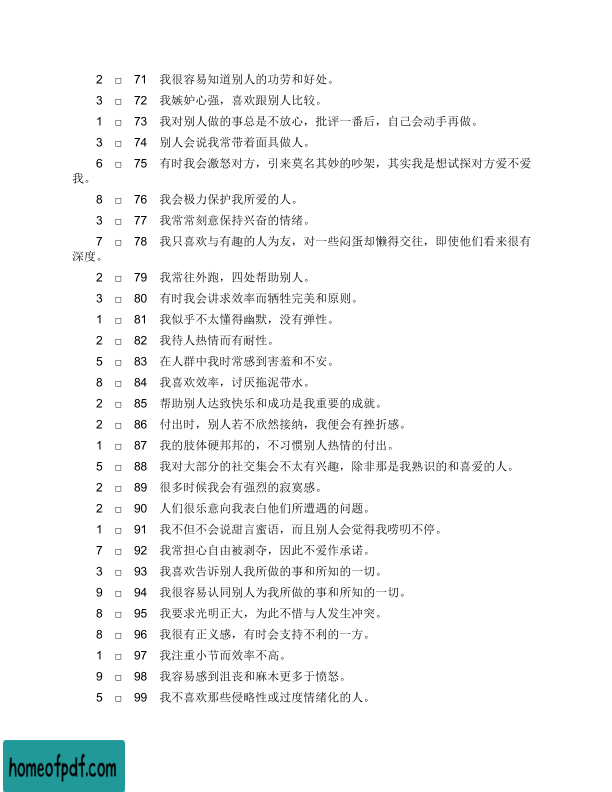 2 □ 71 我很容易知道别人的功劳和好处。
3 □ 72 我嫉妒心强，喜欢跟别人比较。
1 □ 73 我对别人做的事总是不放心，批评一番后，自己会动手再做。
3 □ 74 别人会说我常带着面具做人。
6 □ 75 有时我会激怒对方，引来莫名其妙的吵架，其实我是想试探对方爱不爱
我。
8 □ 76 我会极力保护我所爱的人。
3 □ 77 我常常刻意保持兴奋的情绪。
7 □ 78 我只喜欢与有趣的人为友，对一些闷蛋却懒得交往，即使他们看来很有
深度。
2 □ 79 我常往外跑，四处帮助别人。
3 □ 80 有时我会讲求效率而牺牲完美和原则。
1 □ 81 我似乎不太懂得幽默，没有弹性。
2 □ 82 我待人热情而有耐性。
5 □ 83 在人群中我时常感到害羞和不安。
8 □ 84 我喜欢效率，讨厌拖泥带水。
2 □ 85 帮助别人达致快乐和成功是我重要的成就。
2 □ 86 付出时，别人若不欣然接纳，我便会有挫折感。
1 □ 87 我的肢体硬邦邦的，不习惯别人热情的付出。
5 □ 88 我对大部分的社交集会不太有兴趣，除非那是我熟识的和喜爱的人。
2 □ 89 很多时候我会有强烈的寂寞感。
2 □ 90 人们很乐意向我表白他们所遭遇的问题。
1 □ 91 我不但不会说甜言蜜语，而且别人会觉得我唠叨不停。
7 □ 92 我常担心自由被剥夺，因此不爱作承诺。
3 □ 93 我喜欢告诉别人我所做的事和所知的一切。
9 □ 94 我很容易认同别人为我所做的事和所知的一切。
8 □ 95 我要求光明正大，为此不惜与人发生冲突。
8 □ 96 我很有正义感，有时会支持不利的一方。
1 □ 97 我注重小节而效率不高。
9 □ 98 我容易感到沮丧和麻木更多于愤怒。
5 □ 99 我不喜欢那些侵略性或过度情绪化的人。
homeofpdf.com